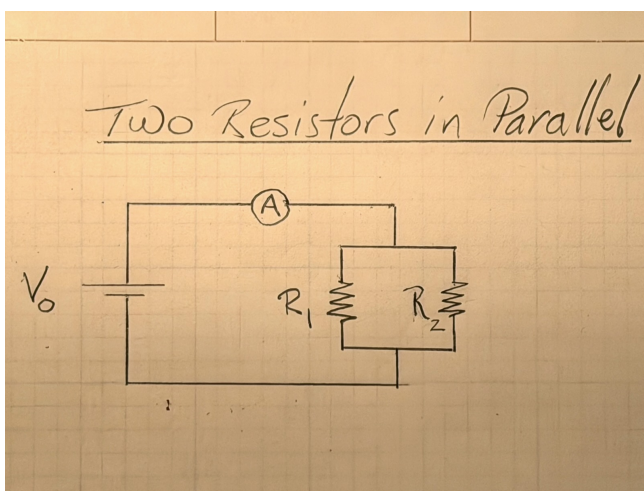 Two Resistors in Parallel
A
V₀
R₁
R₂